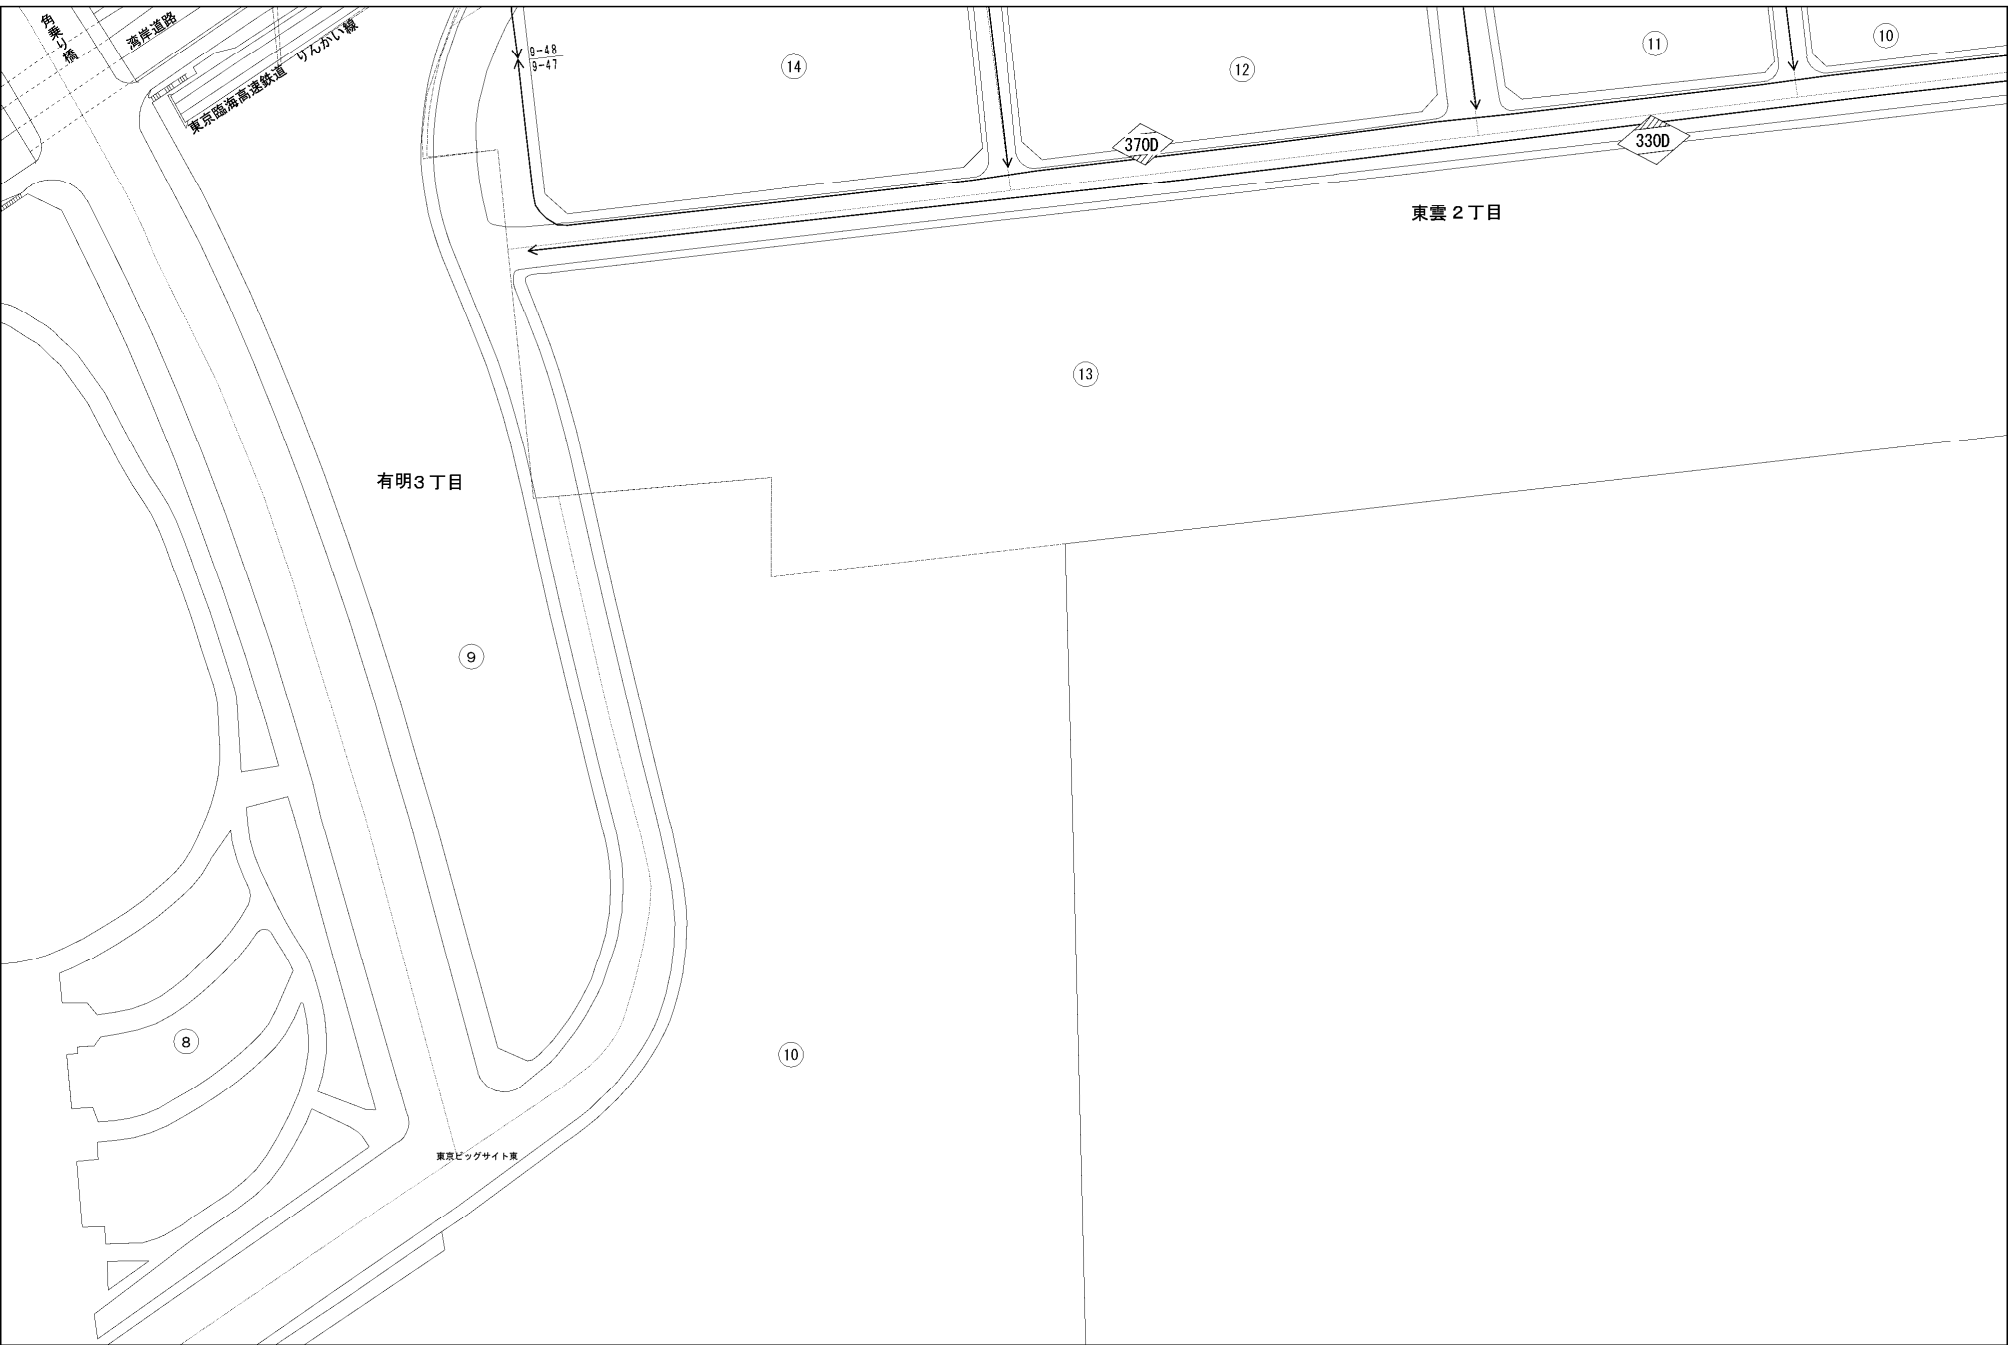 角乗り橋
湾岸道路
東京臨海高速鉄道 りんかい線
9-48
9-47
14
12
11
10
370D
330D
東雲2丁目
13
有明3丁目
9
8
10
東京ビッグサイト東